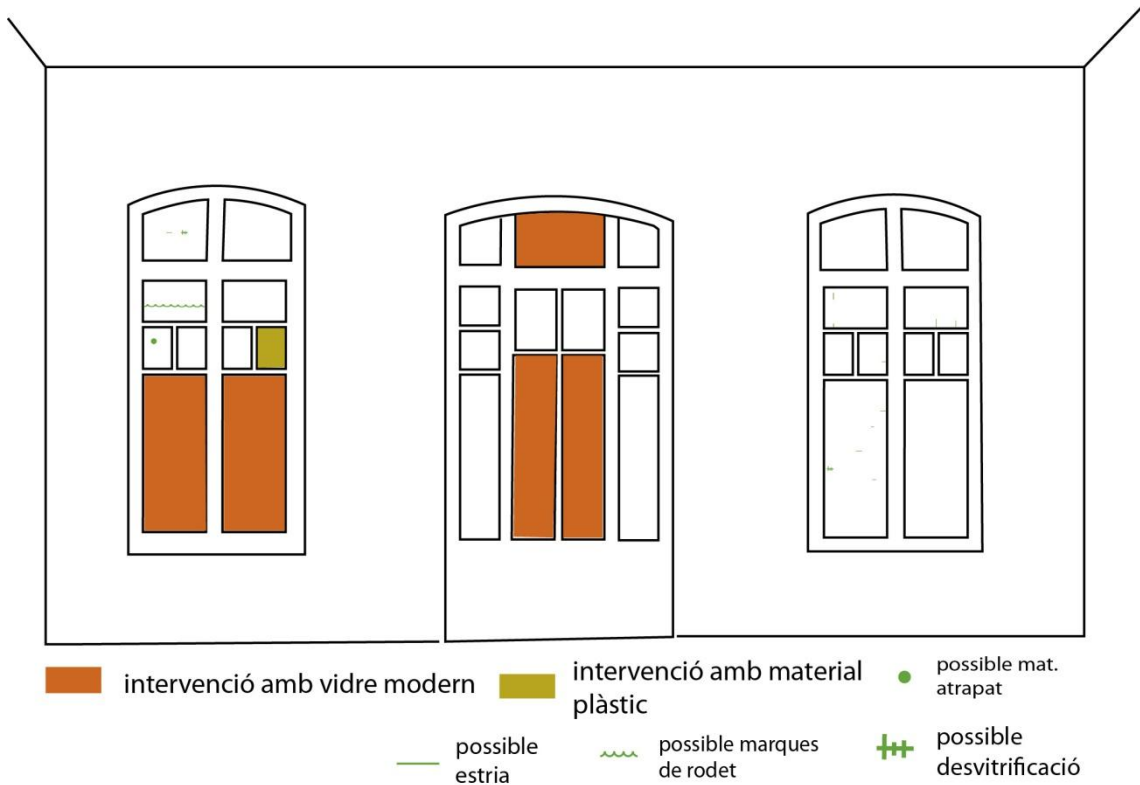 intervenció amb vidre modern
intervenció amb material
plàstic
possible mat.
atrapat
possible
estria
possible marques
de rodet
possible
desvitrificació